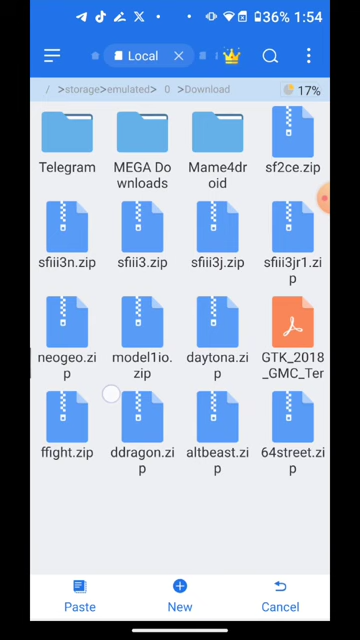 36% 1:54
Local
/ >storage>emulated> 0 >Download
17%
Telegram
MEGA Do
wnloads
Mame4dr
oid
sf2ce.zip
sfiii3n.zip
sfiii3.zip
sfiii3j.zip
sfiii3jr1.zi
p
neogeo.zi
p
model1io.
zip
daytona.zi
p
GTK_2018
_GMC_Ter
ffight.zip
ddragon.zi
p
altbeast.zi
p
64street.zi
p
Paste
New
Cancel